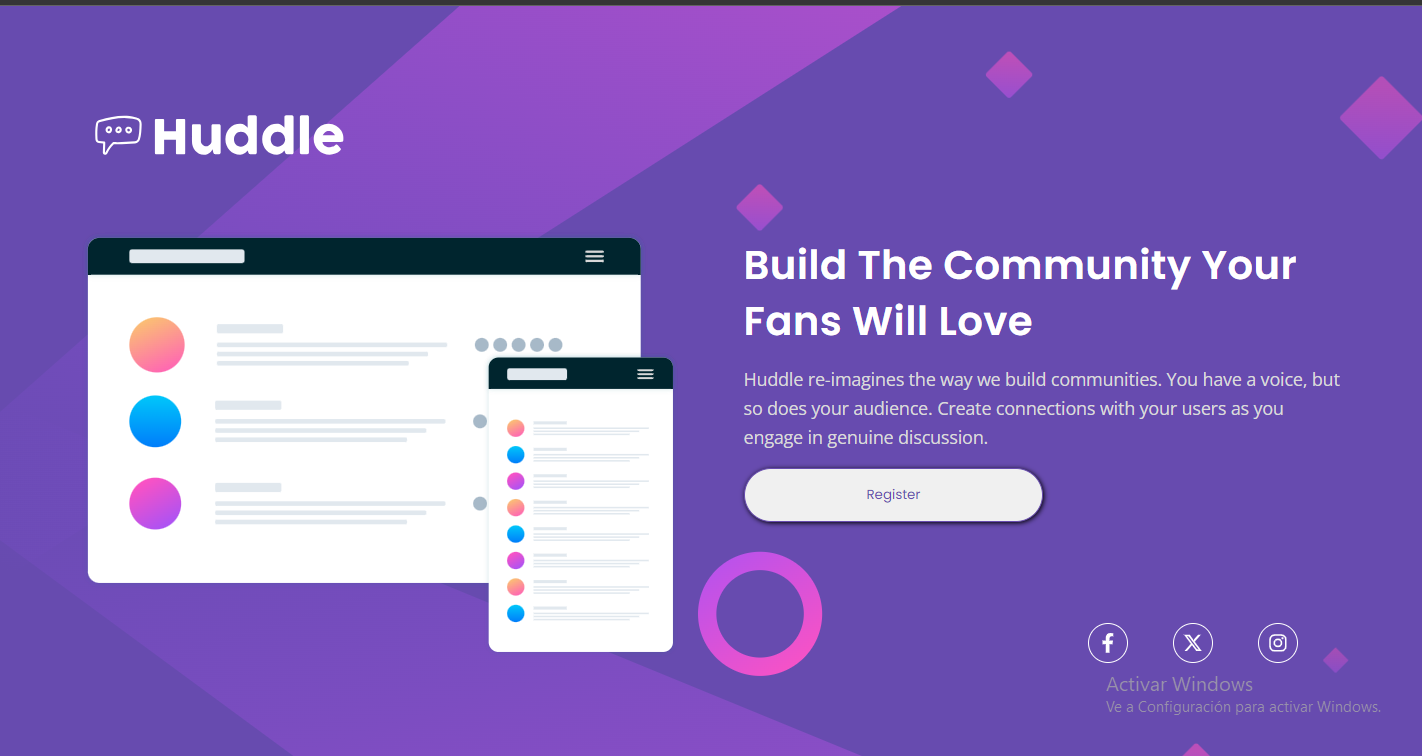 Huddle
Build The Community Your
Fans Will Love
Huddle re-imagines the way we build communities. You have a voice, but
so does your audience. Create connections with your users as you
engage in genuine discussion.
Register
Activar Windows
Ve a Configuración para activar Windows.